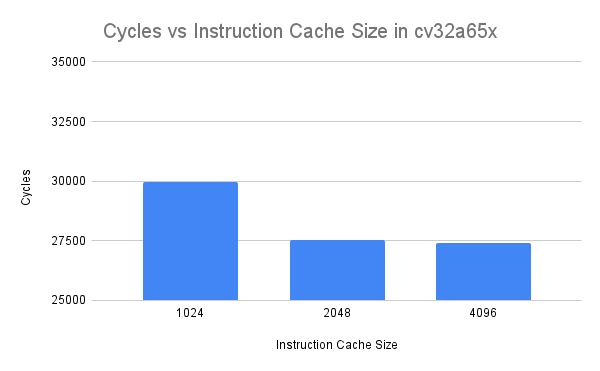 Cycles vs Instruction Cache Size in cv32a65x
35000
32500
30000
27500
25000
Cycles
1024 2048 4096
Instruction Cache Size